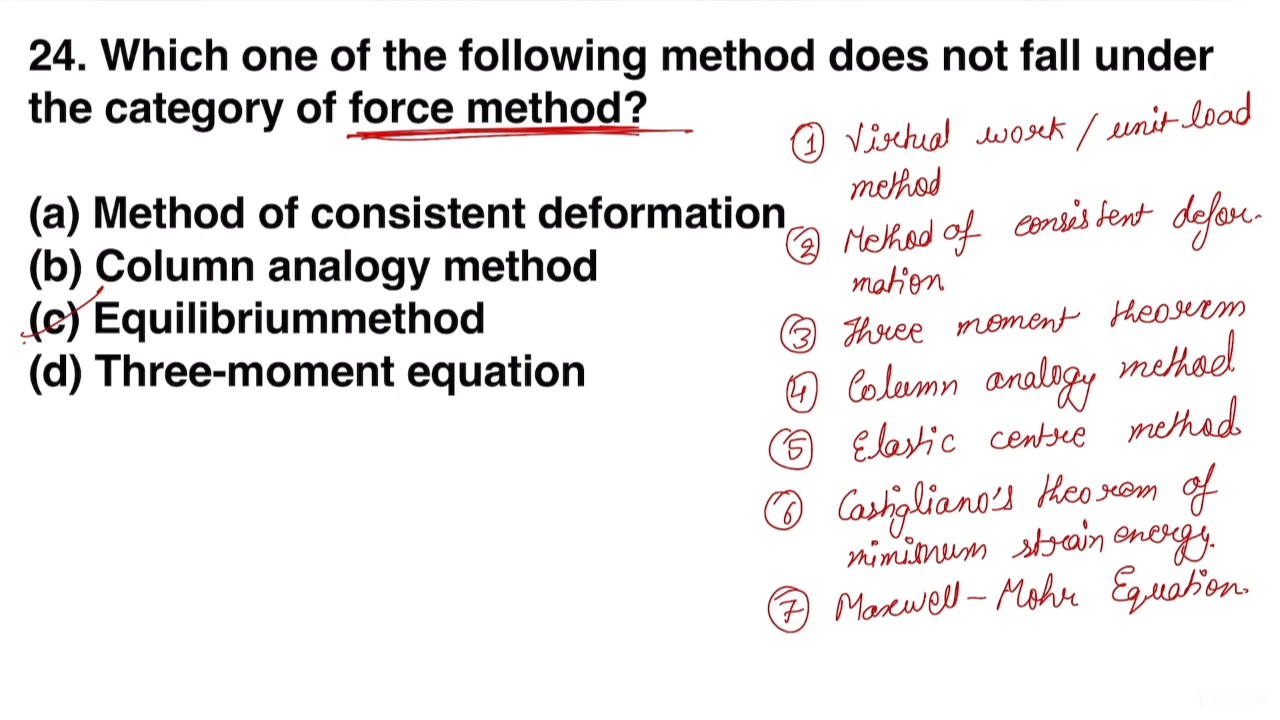 24. Which one of the following method does not fall under
the category of force method?
(a) Method of consistent deformation
(b) Column analogy method
(c) Equilibriummethod
(d) Three-moment equation
① Virtual work / unit load
method
② Method of consistent defor-
mation
③ Three moment theorem
④ Column analogy method
⑤ Elastic centre method
⑥ Castigliano's theorem of
minimum strain energy.
⑦ Maxwell - Mohr Equation.